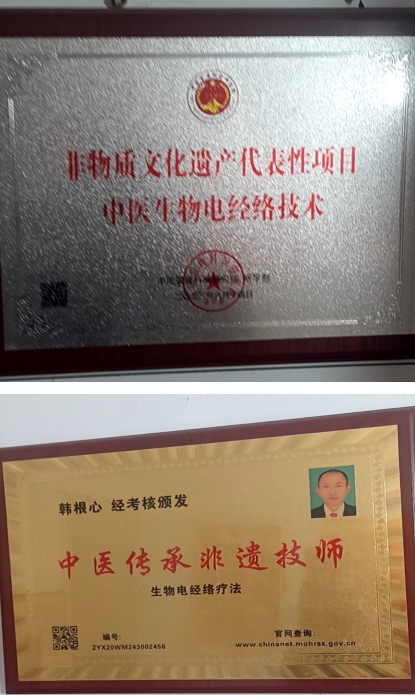 非物质文化遗产代表性项目
中医生物电经络技术
韩根心 经考核颁发
中医传承非遗技师
生物电经络疗法
编号:
ZYX20WM243002456
官网查询:
www.chinanet.mohrss.gov.cn